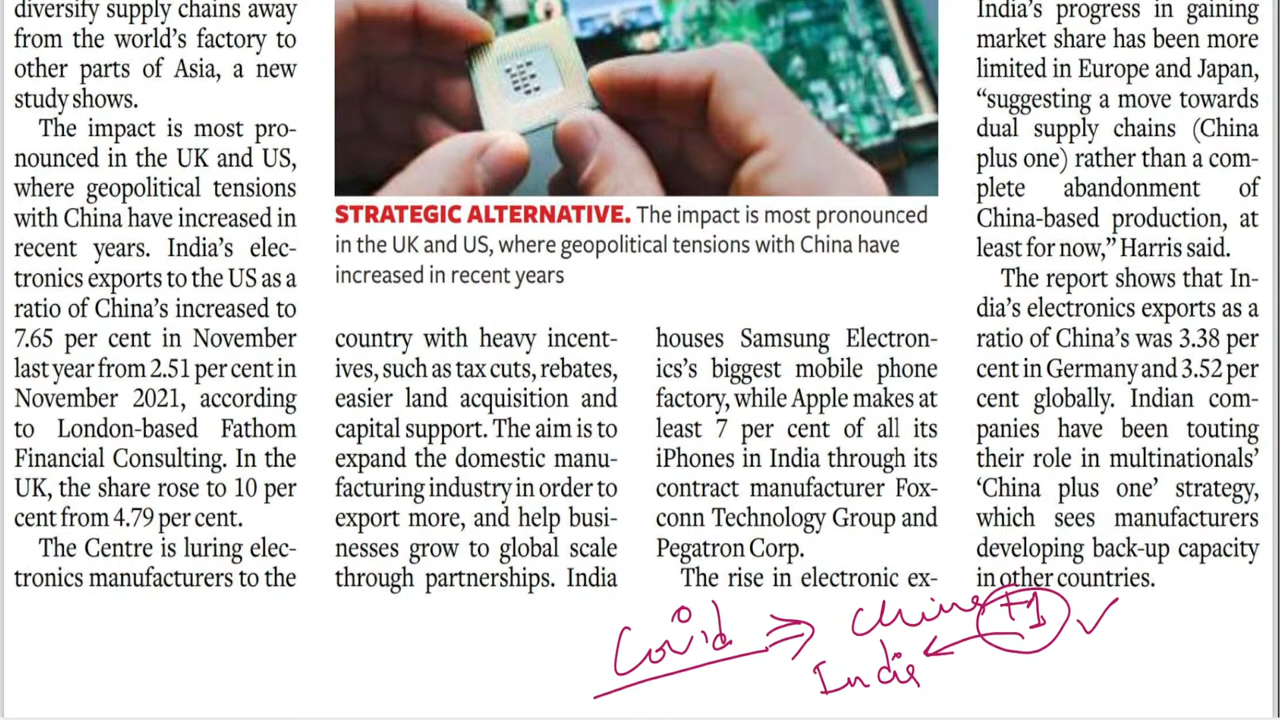 diversify supply chains away
from the world's factory to
other parts of Asia, a new
study shows.
The impact is most pro-
nounced in the UK and US,
where geopolitical tensions
with China have increased in
recent years. India's elec-
tronics exports to the US as a
ratio of China's increased to
7.65 per cent in November
last year from 2.51 per cent in
November 2021, according
to London-based Fathom
Financial Consulting. In the
UK, the share rose to 10 per
cent from 4.79 per cent.
The Centre is luring elec-
tronics manufacturers to the
STRATEGIC ALTERNATIVE. The impact is most pronounced
in the UK and US, where geopolitical tensions with China have
increased in recent years
country with heavy incent-
ives, such as tax cuts, rebates,
easier land acquisition and
capital support. The aim is to
expand the domestic manu-
facturing industry in order to
export more, and help busi-
nesses grow to global scale
through partnerships. India
houses Samsung Electron-
ics's biggest mobile phone
factory, while Apple makes at
least 7 per cent of all its
iPhones in India through its
contract manufacturer Fox-
conn Technology Group and
Pegatron Corp.
The rise in electronic ex-
India's progress in gaining
market share has been more
limited in Europe and Japan,
“suggesting a move towards
dual supply chains (China
plus one) rather than a com-
plete abandonment of
China-based production, at
least for now,” Harris said.
The report shows that In-
dia's electronics exports as a
ratio of China's was 3.38 per
cent in Germany and 3.52 per
cent globally. Indian com-
panies have been touting
their role in multinationals'
‘China plus one’ strategy,
which sees manufacturers
developing back-up capacity
in other countries.
Covid ⇒ China +1 ✓
India